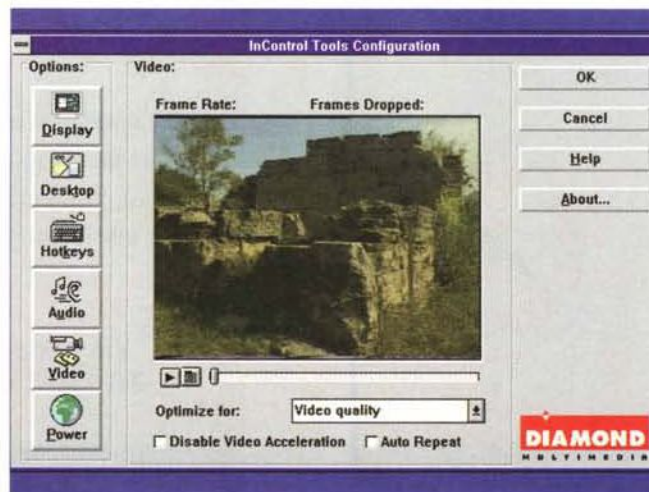 InControl Tools Configuration
Options:
Display
Desktop
Hotkeys
Audio
Video
Power
Video:
Frame Rate: Frames Dropped:
Optimize for: Video quality
Disable Video Acceleration Auto Repeat
OK
Cancel
Help
About...
DIAMOND
MULTIMEDIA